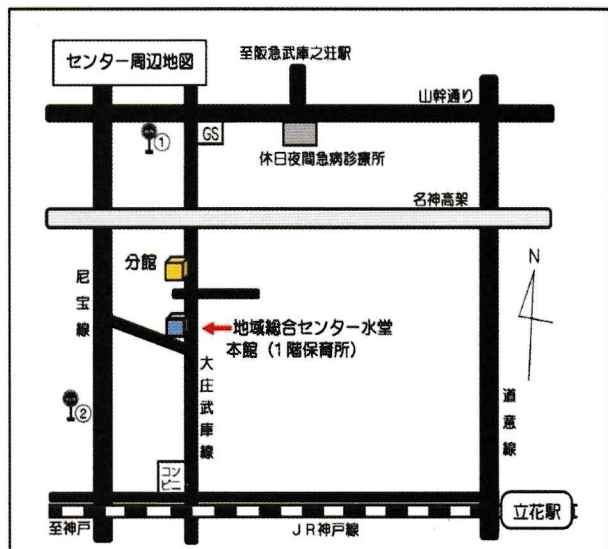 センター周辺地図
至阪急武庫之荘駅
山幹通り
①
GS
休日夜間急病診療所
名神高架
分館
尼宝線
N
地域総合センター水堂
本館（1階保育所）
大庄武庫線
道意線
②
コンビニ
立花駅
至神戸
JR神戸線